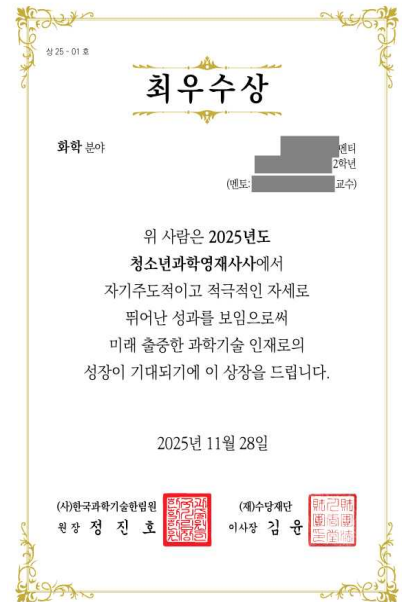 상 25 - 01 호
최우수상
화학 분야
멘티
2학년
(멘토: 교수)
위 사람은 2025년도
청소년과학영재사사에서
자기주도적이고 적극적인 자세로
뛰어난 성과를 보임으로써
미래 출중한 과학기술 인재로의
성장이 기대되기에 이 상장을 드립니다.
2025년 11월 28일
(사)한국과학기술한림원
원장 정 진 호
(재)수당재단
이사장 김 윤